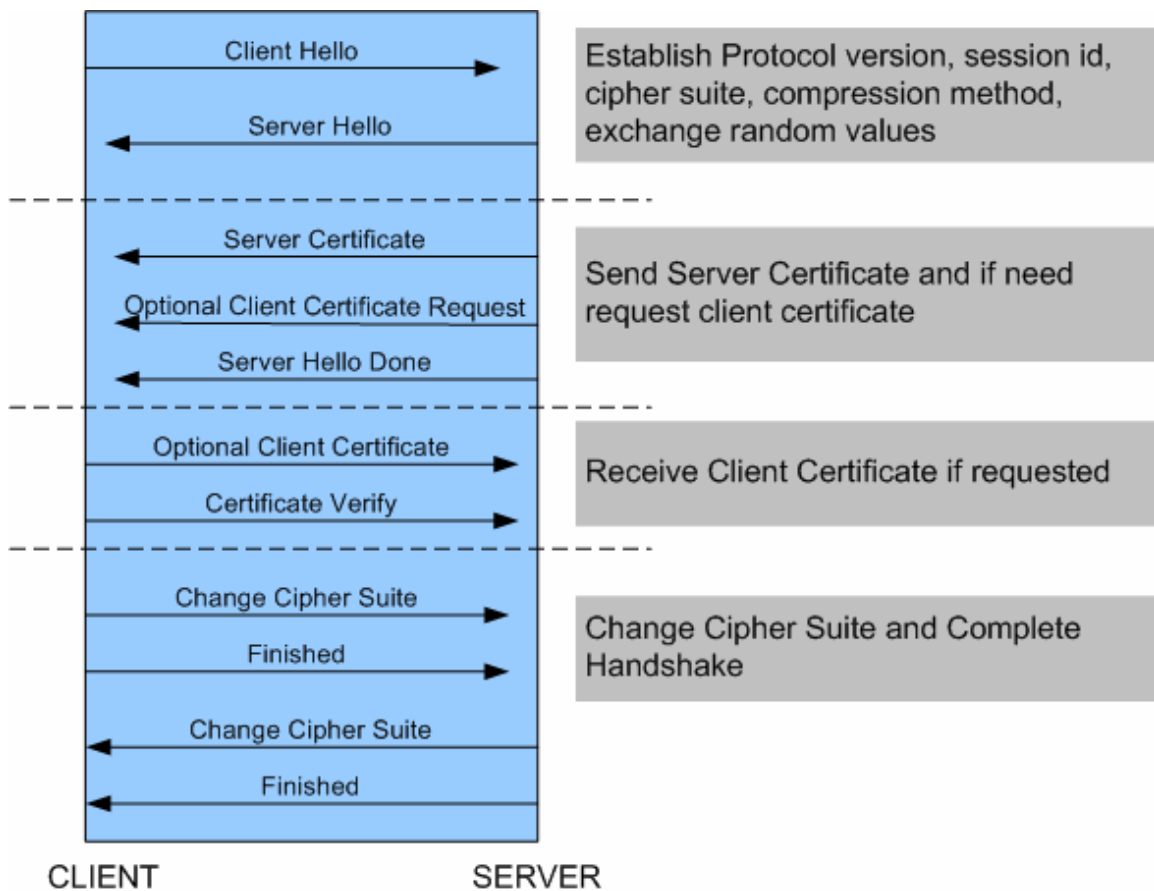 Client Hello
Establish Protocol version, session id,
cipher suite, compression method,
exchange random values
Server Hello
Server Certificate
Send Server Certificate and if need
request client certificate
Optional Client Certificate Request
Server Hello Done
Optional Client Certificate
Receive Client Certificate if requested
Certificate Verify
Change Cipher Suite
Change Cipher Suite and Complete
Handshake
Finished
Change Cipher Suite
Finished
CLIENT
SERVER